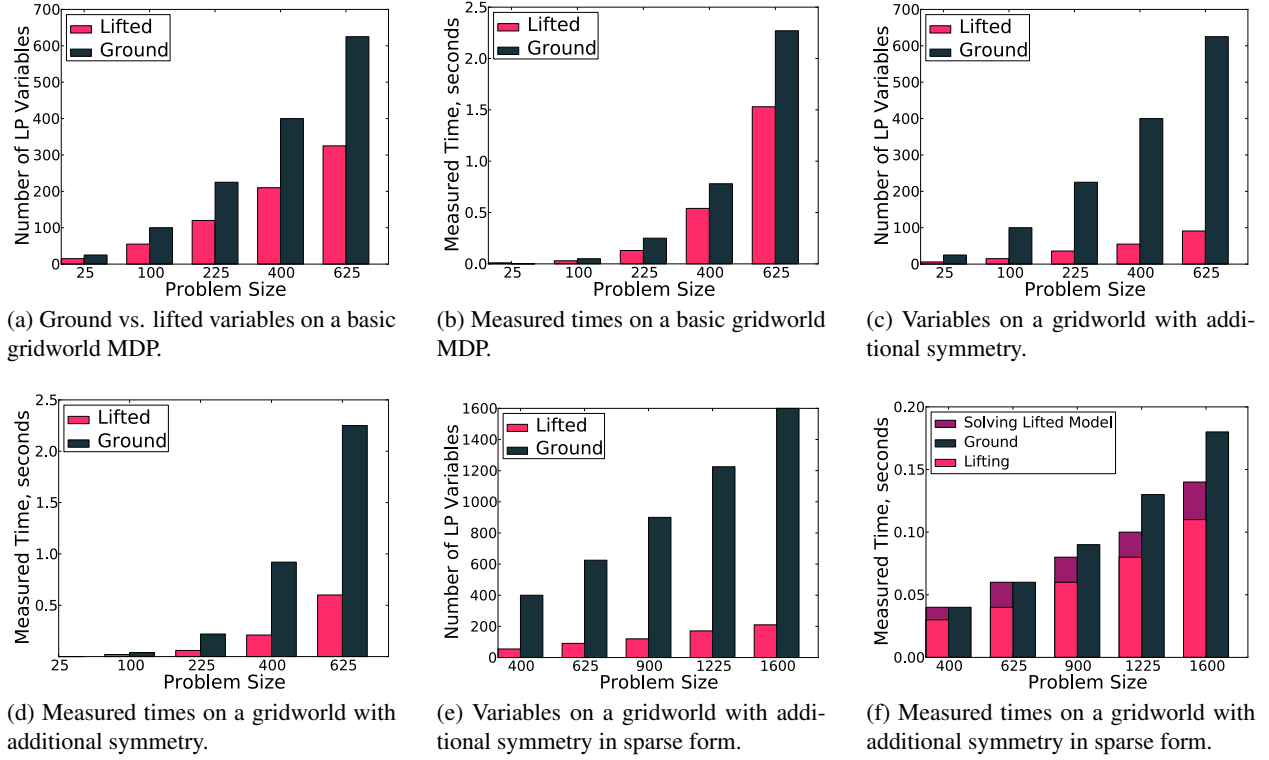 700
600
500
400
300
200
100
0
Number of LP Variables
Lifted
Ground
25 100 225 400 625
Problem Size
(a) Ground vs. lifted variables on a basic
gridworld MDP.
2.5
2.0
1.5
1.0
0.5
0.0
Measured Time, seconds
Lifted
Ground
25 100 225 400 625
Problem Size
(b) Measured times on a basic gridworld
MDP.
700
600
500
400
300
200
100
0
Number of LP Variables
Lifted
Ground
25 100 225 400 625
Problem Size
(c) Variables on a gridworld with addi-
tional symmetry.
2.5
2.0
1.5
1.0
0.5
Measured Time, seconds
Lifted
Ground
25 100 225 400 625
Problem Size
(d) Measured times on a gridworld with
additional symmetry.
1600
1400
1200
1000
800
600
400
200
0
Number of LP Variables
Lifted
Ground
400 625 900 1225 1600
Problem Size
(e) Variables on a gridworld with addi-
tional symmetry in sparse form.
0.20
0.15
0.10
0.05
0.00
Measured Time, seconds
Solving Lifted Model
Ground
Lifting
400 625 900 1225 1600
Problem Size
(f) Measured times on a gridworld with
additional symmetry in sparse form.